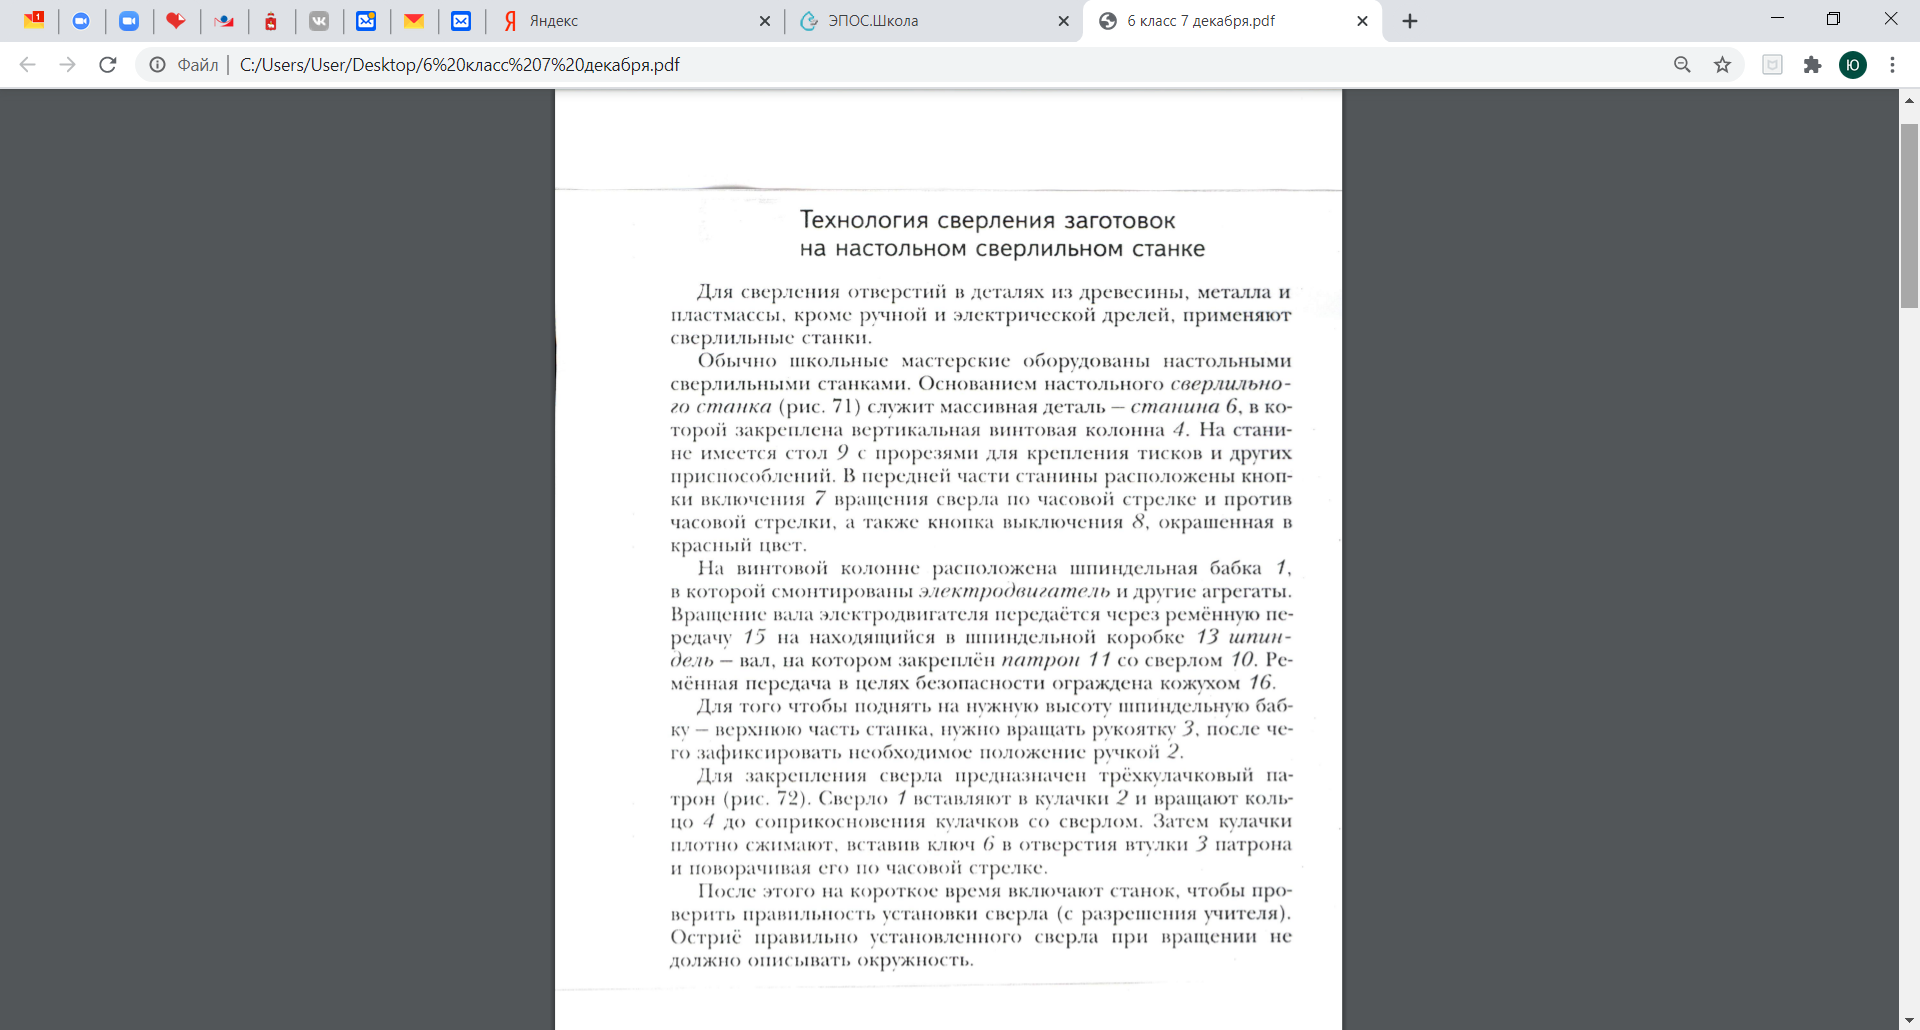 1
Яндекс
ЭПОС.Школа
6 класс 7 декабря.pdf
Файл
C:/Users/User/Desktop/6%20класс%207%20декабря.pdf
Ю
Технология сверления заготовок
на настольном сверлильном станке
Для сверления отверстий в деталях из древесины, металла и
пластмассы, кроме ручной и электрической дрелей, применяют
сверлильные станки.
Обычно школьные мастерские оборудованы настольными
сверлильными станками. Основанием настольного сверлильно-
го станка (рис. 71) служит массивная деталь – станина 6, в ко-
торой закреплена вертикальная винтовая колонна 4. На стани-
не имеется стол 9 с прорезями для крепления тисков и других
приспособлений. В передней части станины расположены кноп-
ки включения 7 вращения сверла по часовой стрелке и против
часовой стрелки, а также кнопка выключения 8, окрашенная в
красный цвет.
На винтовой колонне расположена шпиндельная бабка 1,
в которой смонтированы электродвигатель и другие агрегаты.
Вращение вала электродвигателя передаётся через ремённую пе-
редачу 15 на находящийся в шпиндельной коробке 13 шпин-
дель – вал, на котором закреплён патрон 11 со сверлом 10. Ре-
мённая передача в целях безопасности ограждена кожухом 16.
Для того чтобы поднять на нужную высоту шпиндельную баб-
ку – верхнюю часть станка, нужно вращать рукоятку 3, после че-
го зафиксировать необходимое положение ручкой 2.
Для закрепления сверла предназначен трёхкулачковый па-
трон (рис. 72). Сверло 1 вставляют в кулачки 2 и вращают коль-
цо 4 до соприкосновения кулачков со сверлом. Затем кулачки
плотно сжимают, вставив ключ 6 в отверстия втулки 3 патрона
и поворачивая его по часовой стрелке.
После этого на короткое время включают станок, чтобы про-
верить правильность установки сверла (с разрешения учителя).
Остриё правильно установленного сверла при вращении не
должно описывать окружность.